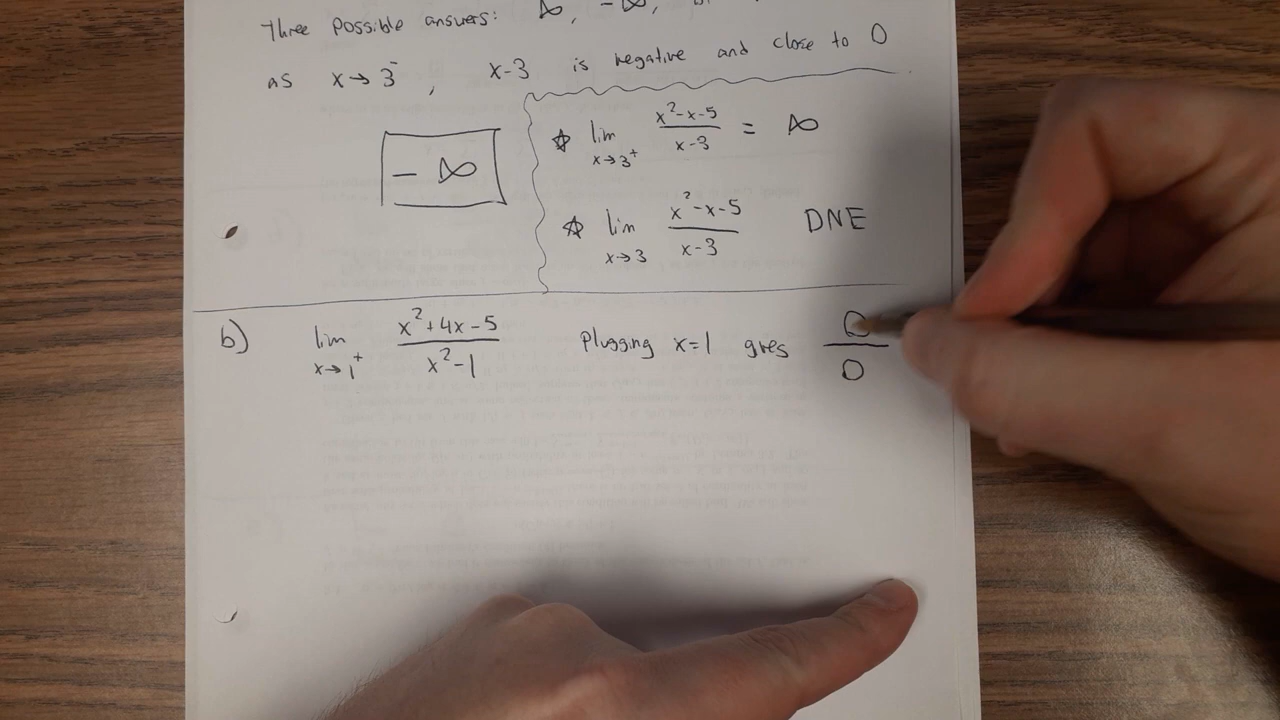 Three possible answers: ∞, -∞,
as x→3⁻, x-3 is negative and close to 0
-∞
☆ lim x→3⁺ (x²-x-5)/(x-3) = ∞
☆ lim x→3 (x²-x-5)/(x-3) DNE
b) lim x→1⁺ (x²+4x-5)/(x²-1) Plugging x=1 gives 0/0